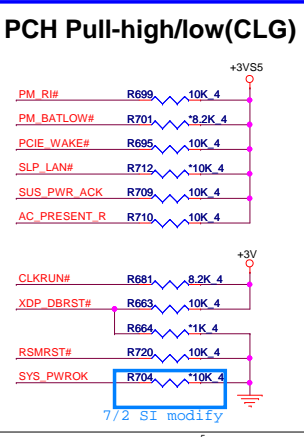 PCH Pull-high/low(CLG)
+3VS5
PM_RI# R699 10K_4
PM_BATLOW# R701 *8.2K_4
PCIE_WAKE# R695 10K_4
SLP_LAN# R712 *10K_4
SUS_PWR_ACK R709 10K_4
AC_PRESENT_R R710 10K_4
+3V
CLKRUN# R681 8.2K_4
XDP_DBRST# R663 10K_4
R664 *1K_4
RSMRST# R720 10K_4
SYS_PWROK R704 *10K_4
7/2 SI modify